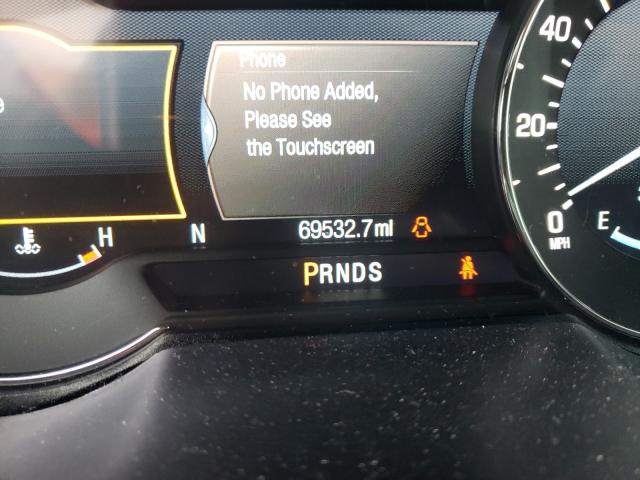 Phone
No Phone Added,
Please See
the Touchscreen
40
20
0
MPH
E
H
N
69532.7mi
PRNDS